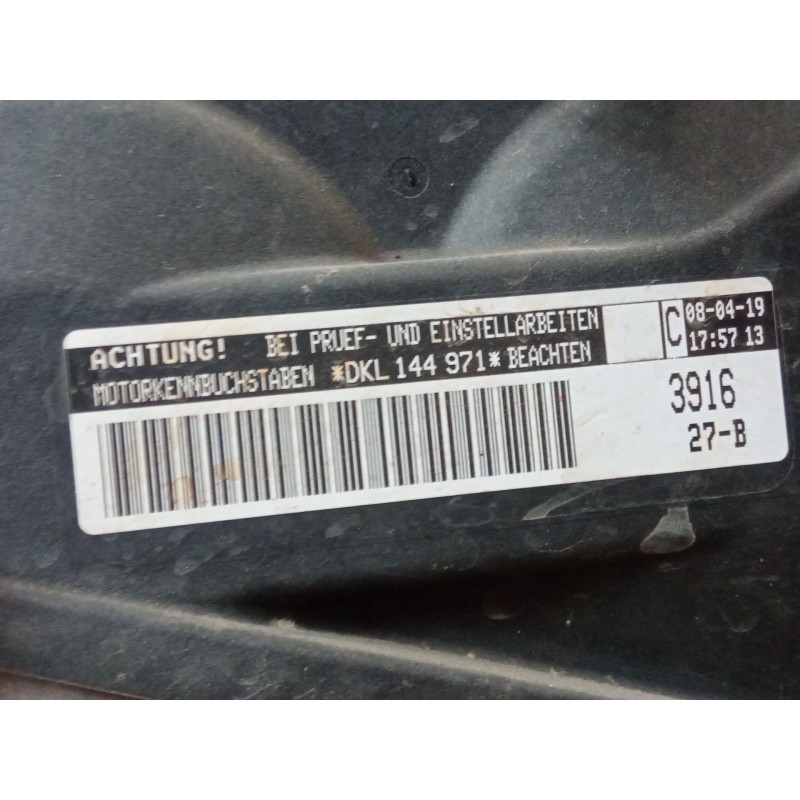 ACHTUNG! BEI PRUEF- UND EINSTELLARBEITEN
MOTORKENNBUCHSTABEN *DKL 144 971* BEACHTEN
C
08-04-19
17:57 13
3916
27-B